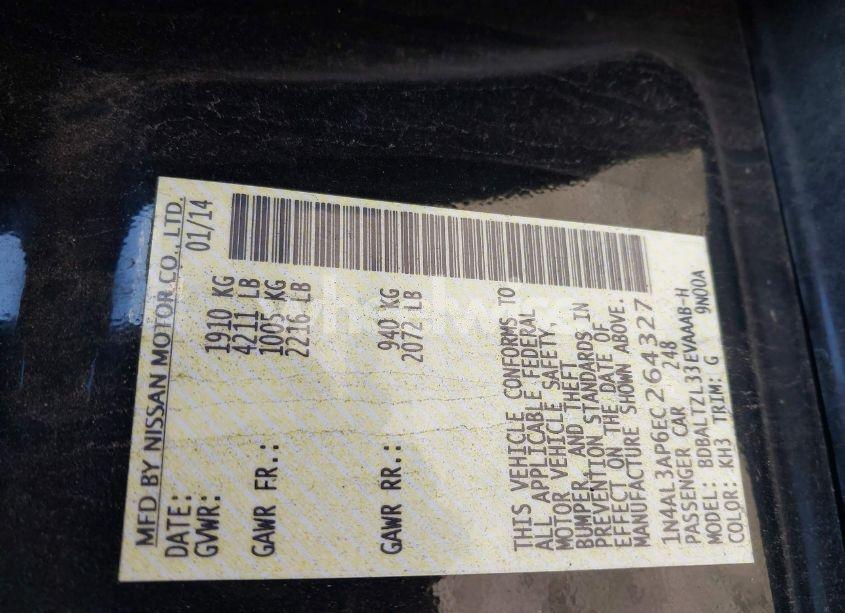 MFD BY NISSAN MOTOR CO., LTD.
DATE: 01/14
GVWR: 1910 KG
4211 LB
GAWR FR.: 1005 KG
2216 LB
GAWR RR.: 940 KG
2072 LB
THIS VEHICLE CONFORMS TO
ALL APPLICABLE FEDERAL
MOTOR VEHICLE SAFETY,
BUMPER, AND THEFT
PREVENTION STANDARDS IN
EFFECT ON THE DATE OF
MANUFACTURE SHOWN ABOVE.
1N4AL3AP6EC264327
PASSENGER CAR 248
MODEL: BDBALTZL33EVAAAB-H
COLOR: KH3 TRIM: G 9N00A